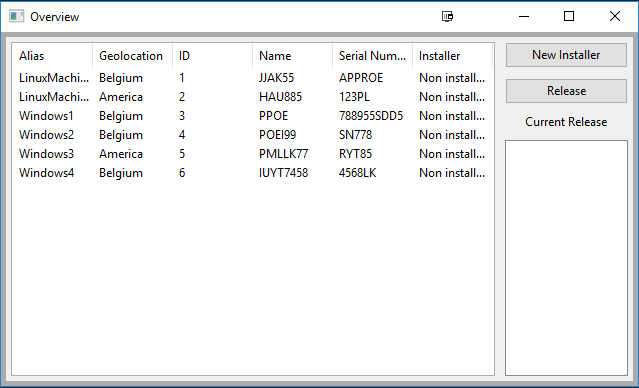 Overview
Alias Geolocation ID Name Serial Num... Installer
LinuxMachi... Belgium 1 JJAK55 APPROE Non install...
LinuxMachi... America 2 HAU885 123PL Non install...
Windows1 Belgium 3 PPOE 788955SDD5 Non install...
Windows2 Belgium 4 POEI99 SN778 Non install...
Windows3 America 5 PMLLK77 RYT85 Non install...
Windows4 Belgium 6 IUYT7458 4568LK Non install...
New Installer
Release
Current Release